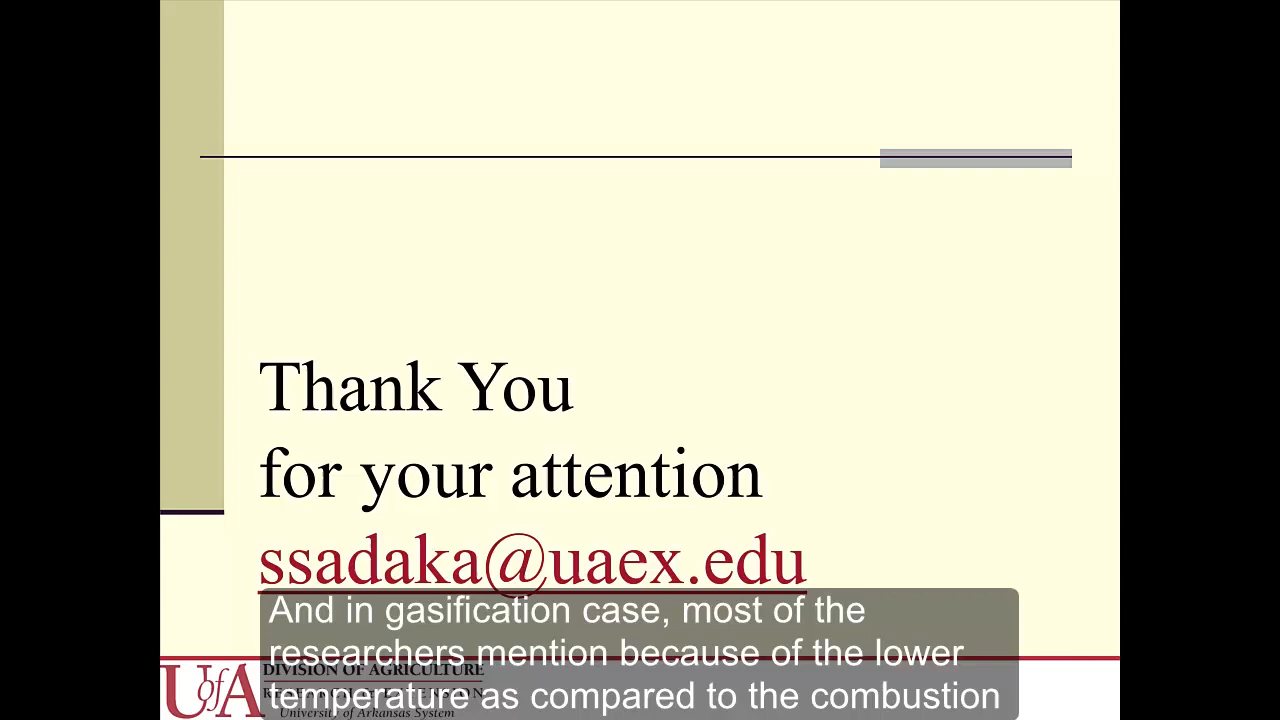 Thank You
for your attention
ssadaka@uaex.edu
And in gasification case, most of the
researchers mention because of the lower
temperature as compared to the combustion
UofA
DIVISION OF AGRICULTURE
University of Arkansas System